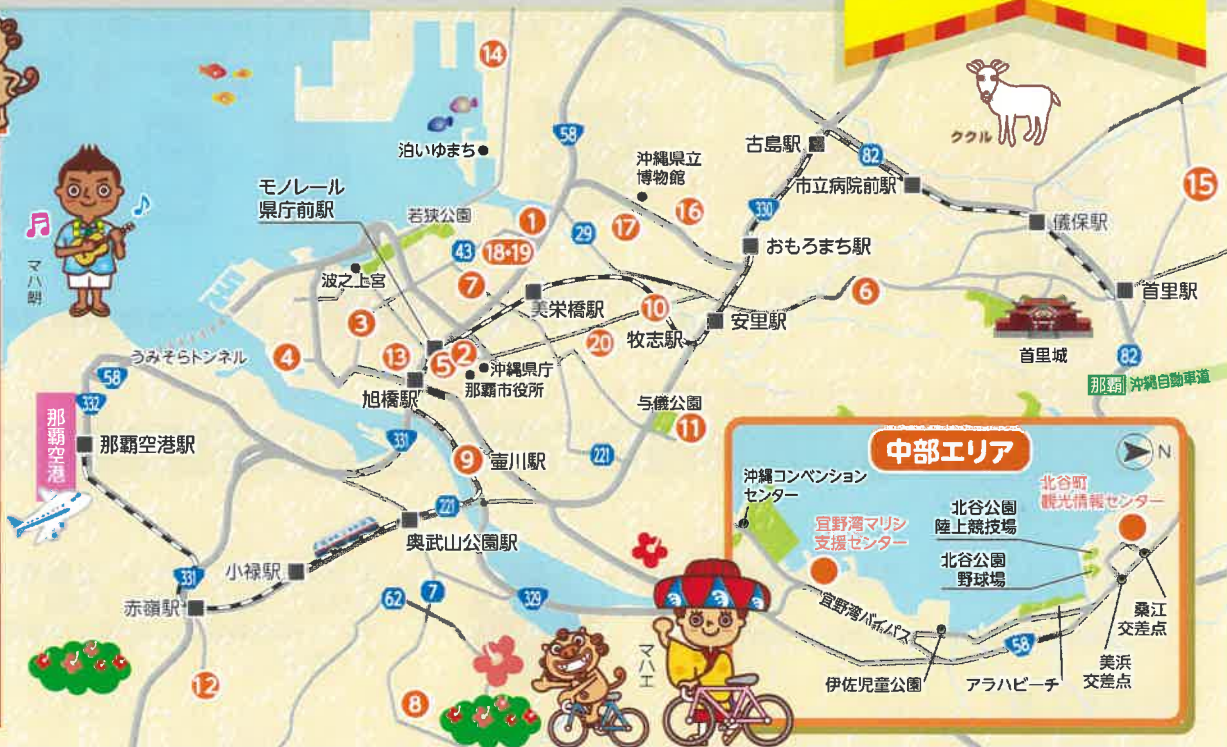 14
58
泊いゆまち
古島駅
82
ククル
沖縄県立
博物館
市立病院前駅
15
モノレール
県庁前駅
若狭公園
1
29
17
16
330
儀保駅
おもろまち駅
マハ朗
波之上宮
43
18・19
7
美栄橋駅
10
6
首里駅
3
牧志駅
安里駅
うみそらトンネル
4
13
5
2
沖縄県庁
那覇市役所
20
首里城
82
58
332
旭橋駅
那覇
沖縄自動車道
那覇空港
那覇空港駅
331
与儀公園
11
9
壷川駅
221
221
奥武山公園駅
小禄駅
331
赤嶺駅
62
7
329
12
8
マハエ
中部エリア
N
沖縄コンベンション
センター
宜野湾マリン
支援センター
北谷公園
陸上競技場
北谷町
観光情報センター
北谷公園
野球場
宜野湾バイパス
58
桑江
交差点
美浜
交差点
伊佐児童公園
アラハビーチ